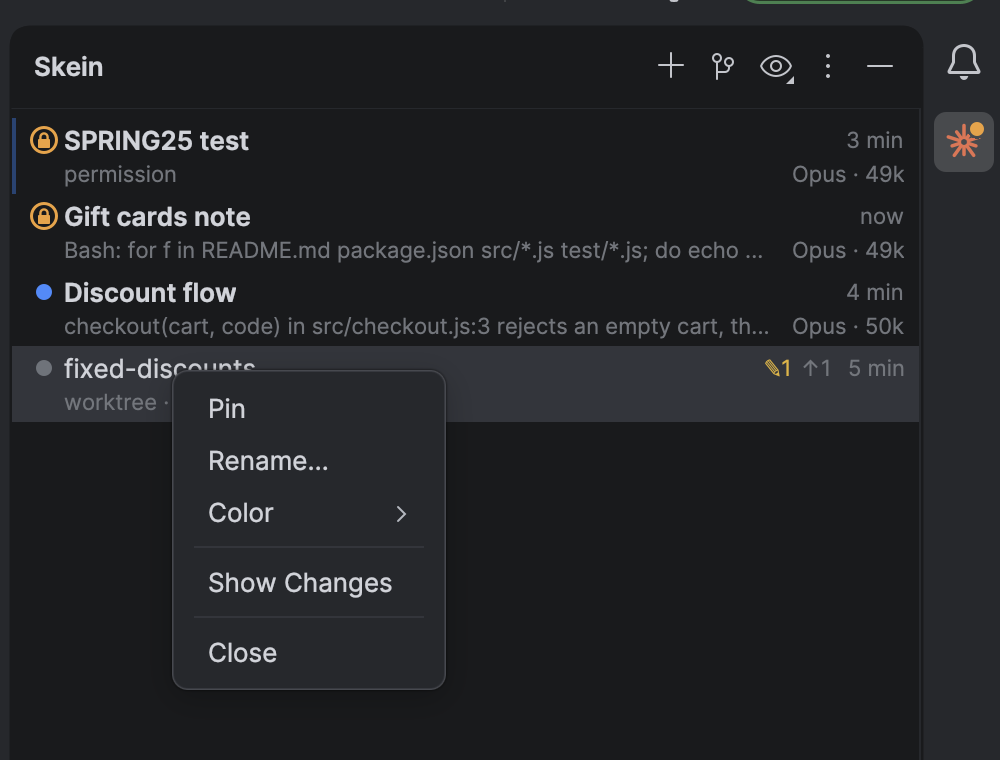 Skein
SPRING25 test
3 min
permission
Opus · 49k
Gift cards note
now
Bash: for f in README.md package.json src/*.js test/*.js; do echo ...
Opus · 49k
Discount flow
4 min
checkout(cart, code) in src/checkout.js:3 rejects an empty cart, th...
Opus · 50k
fixed-discounts
✎1 ↑1 5 min
worktree ·
Pin
Rename...
Color
Show Changes
Close